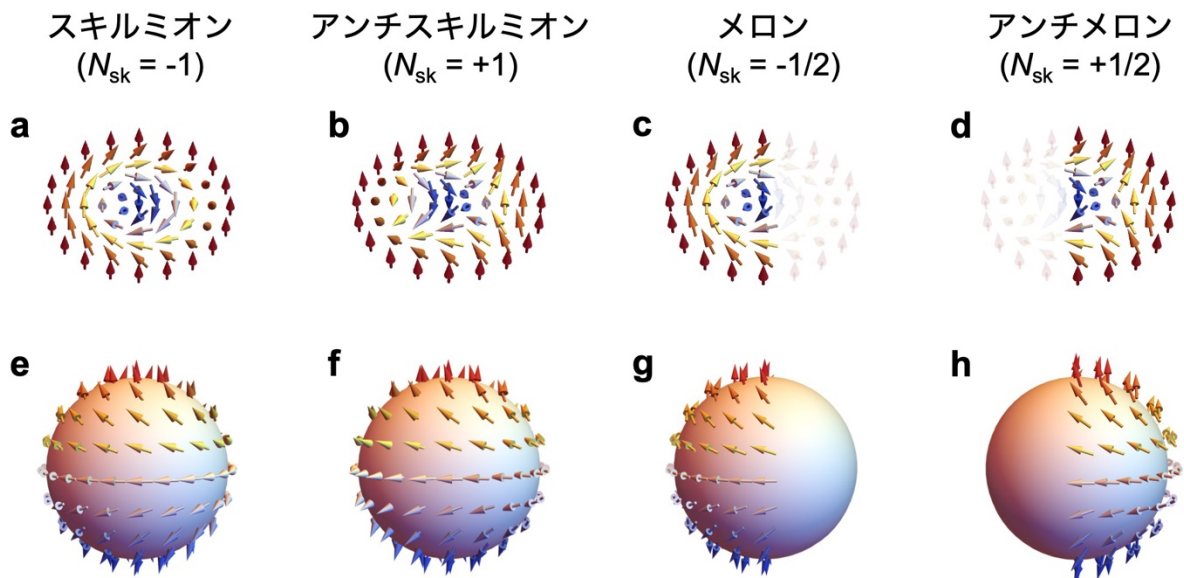 スキルミオン
(Nsk = -1)
アンチスキルミオン
(Nsk = +1)
メロン
(Nsk = -1/2)
アンチメロン
(Nsk = +1/2)
a
b
c
d
e
f
g
h